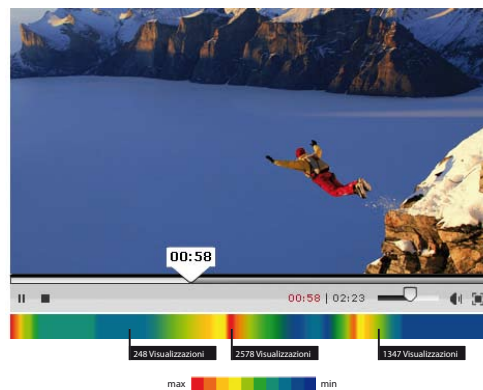 00:58
00:58 | 02:23
248 Visualizzazioni
2578 Visualizzazioni
1347 Visualizzazioni
max min